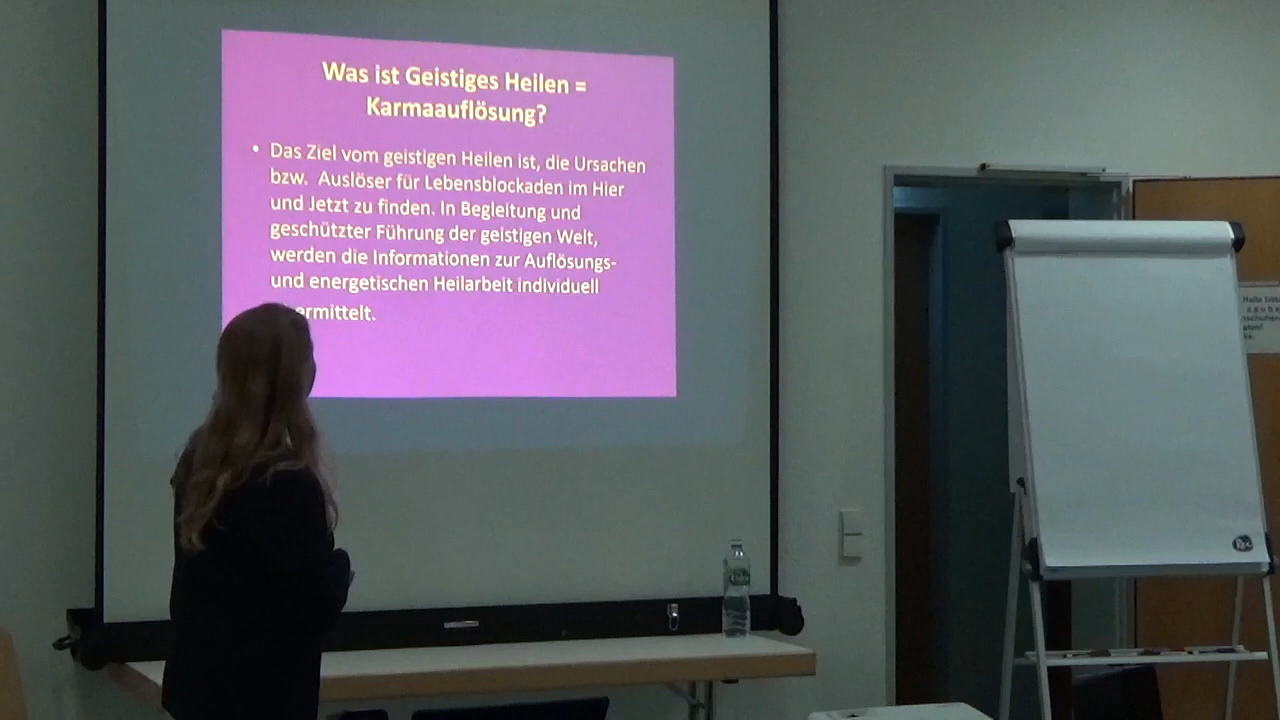 Was ist Geistiges Heilen =
Karmaauflösung?
• Das Ziel vom geistigen Heilen ist, die Ursachen
bzw. Auslöser für Lebensblockaden im Hier
und Jetzt zu finden. In Begleitung und
geschützter Führung der geistigen Welt,
werden die Informationen zur Auflösungs-
und energetischen Heilarbeit individuell
ermittelt.